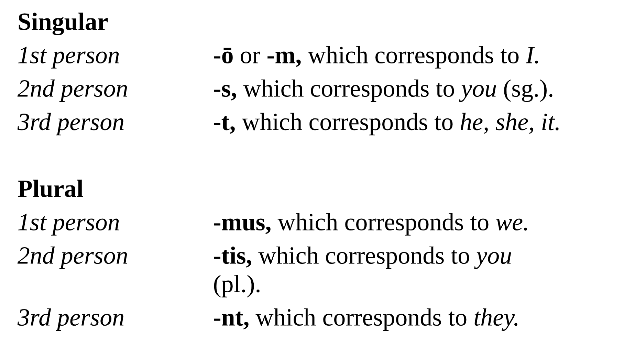 Singular
1st person -ō or -m, which corresponds to I.
2nd person -s, which corresponds to you (sg.).
3rd person -t, which corresponds to he, she, it.
Plural
1st person -mus, which corresponds to we.
2nd person -tis, which corresponds to you
(pl.).
3rd person -nt, which corresponds to they.